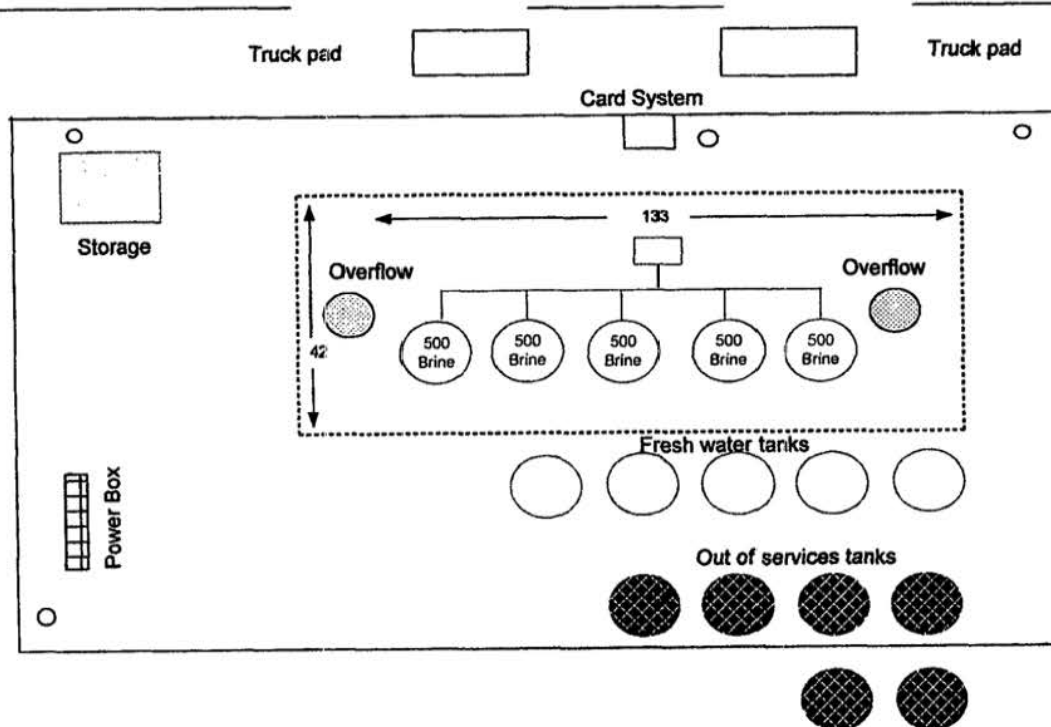 Truck pad
Truck pad
Card System
Storage
133
Overflow
Overflow
42
500
Brine
500
Brine
500
Brine
500
Brine
500
Brine
Fresh water tanks
Power Box
Out of services tanks